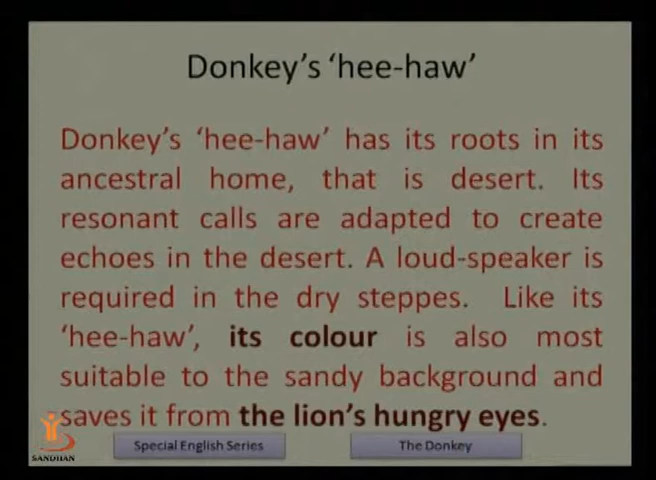 Donkey's 'hee-haw'
Donkey's 'hee-haw' has its roots in its
ancestral home, that is desert. Its
resonant calls are adapted to create
echoes in the desert. A loud-speaker is
required in the dry steppes. Like its
'hee-haw', its colour is also most
suitable to the sandy background and
saves it from the lion's hungry eyes.
Special English Series
The Donkey
SANDHAN